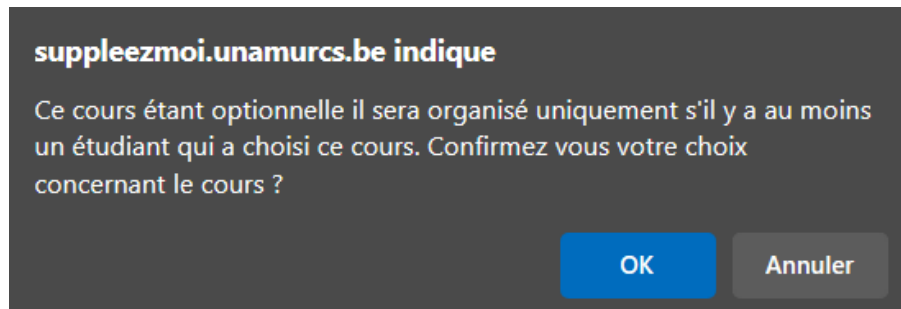 suppleezmoi.unamurcs.be indique
Ce cours étant optionnelle il sera organisé uniquement s'il y a au moins
un étudiant qui a choisi ce cours. Confirmez vous votre choix
concernant le cours ?
OK
Annuler